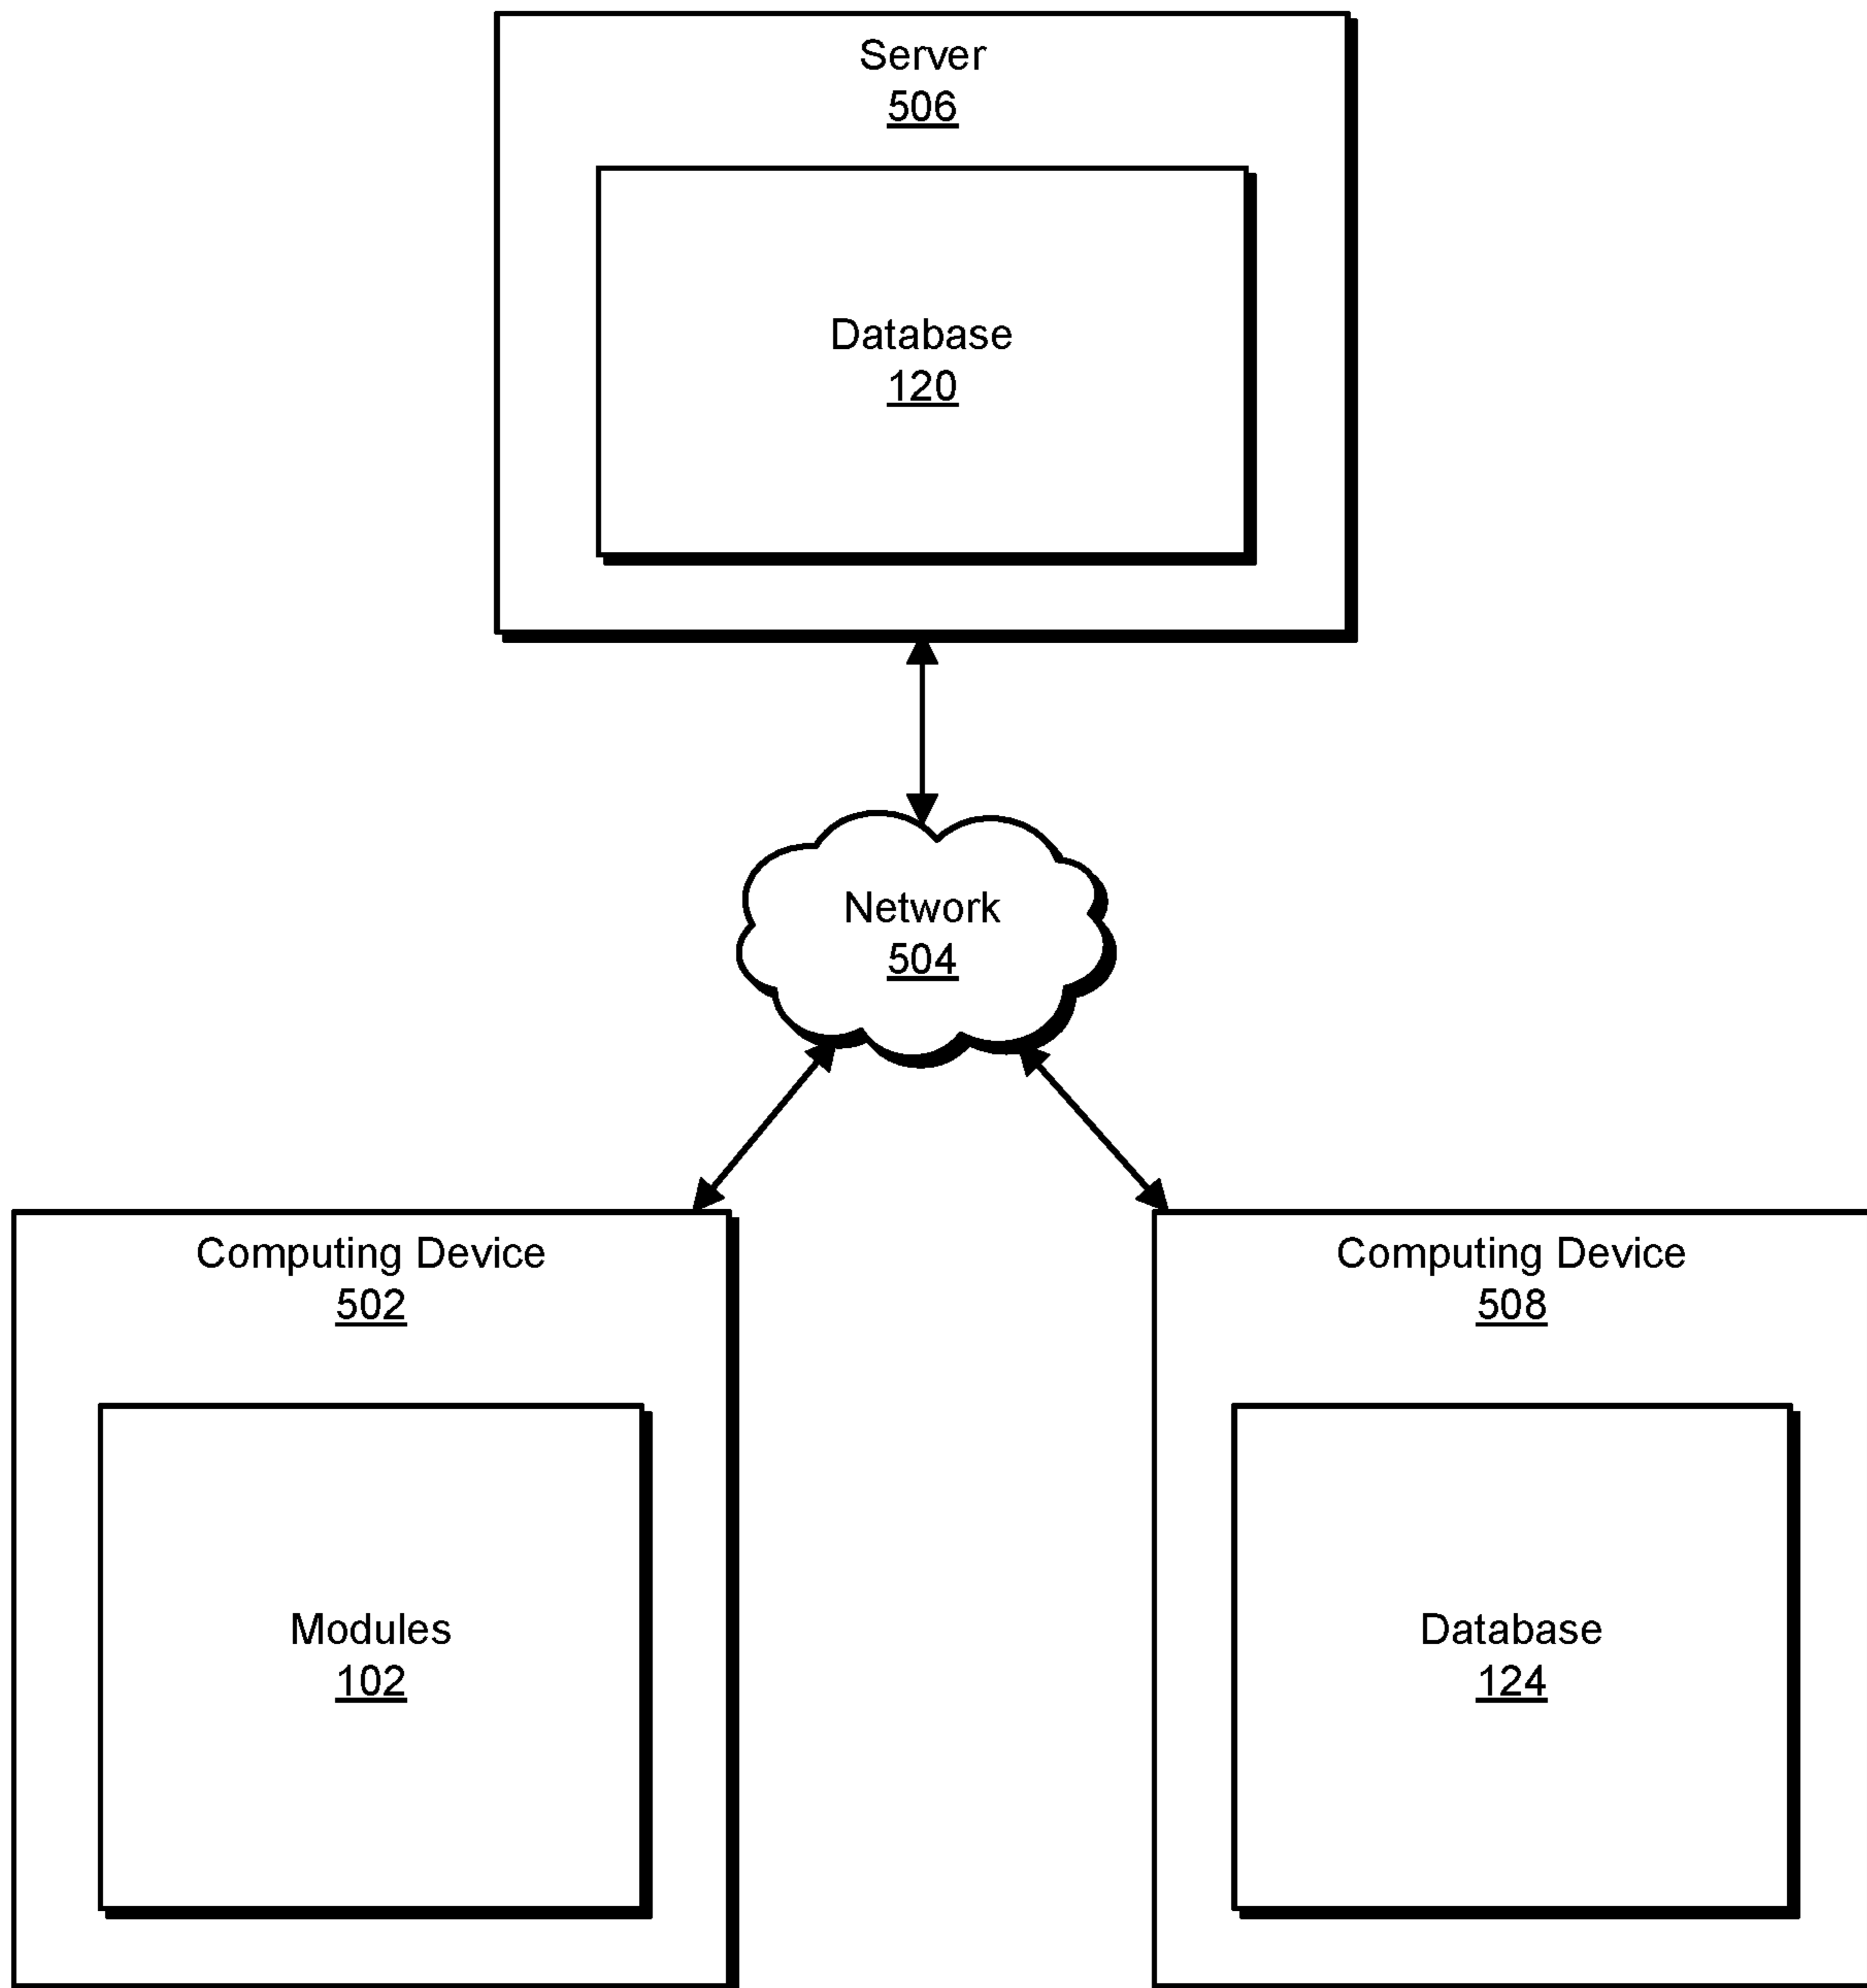 Server
506
Database
120
Network
504
Computing Device
502
Modules
102
Computing Device
508
Database
124